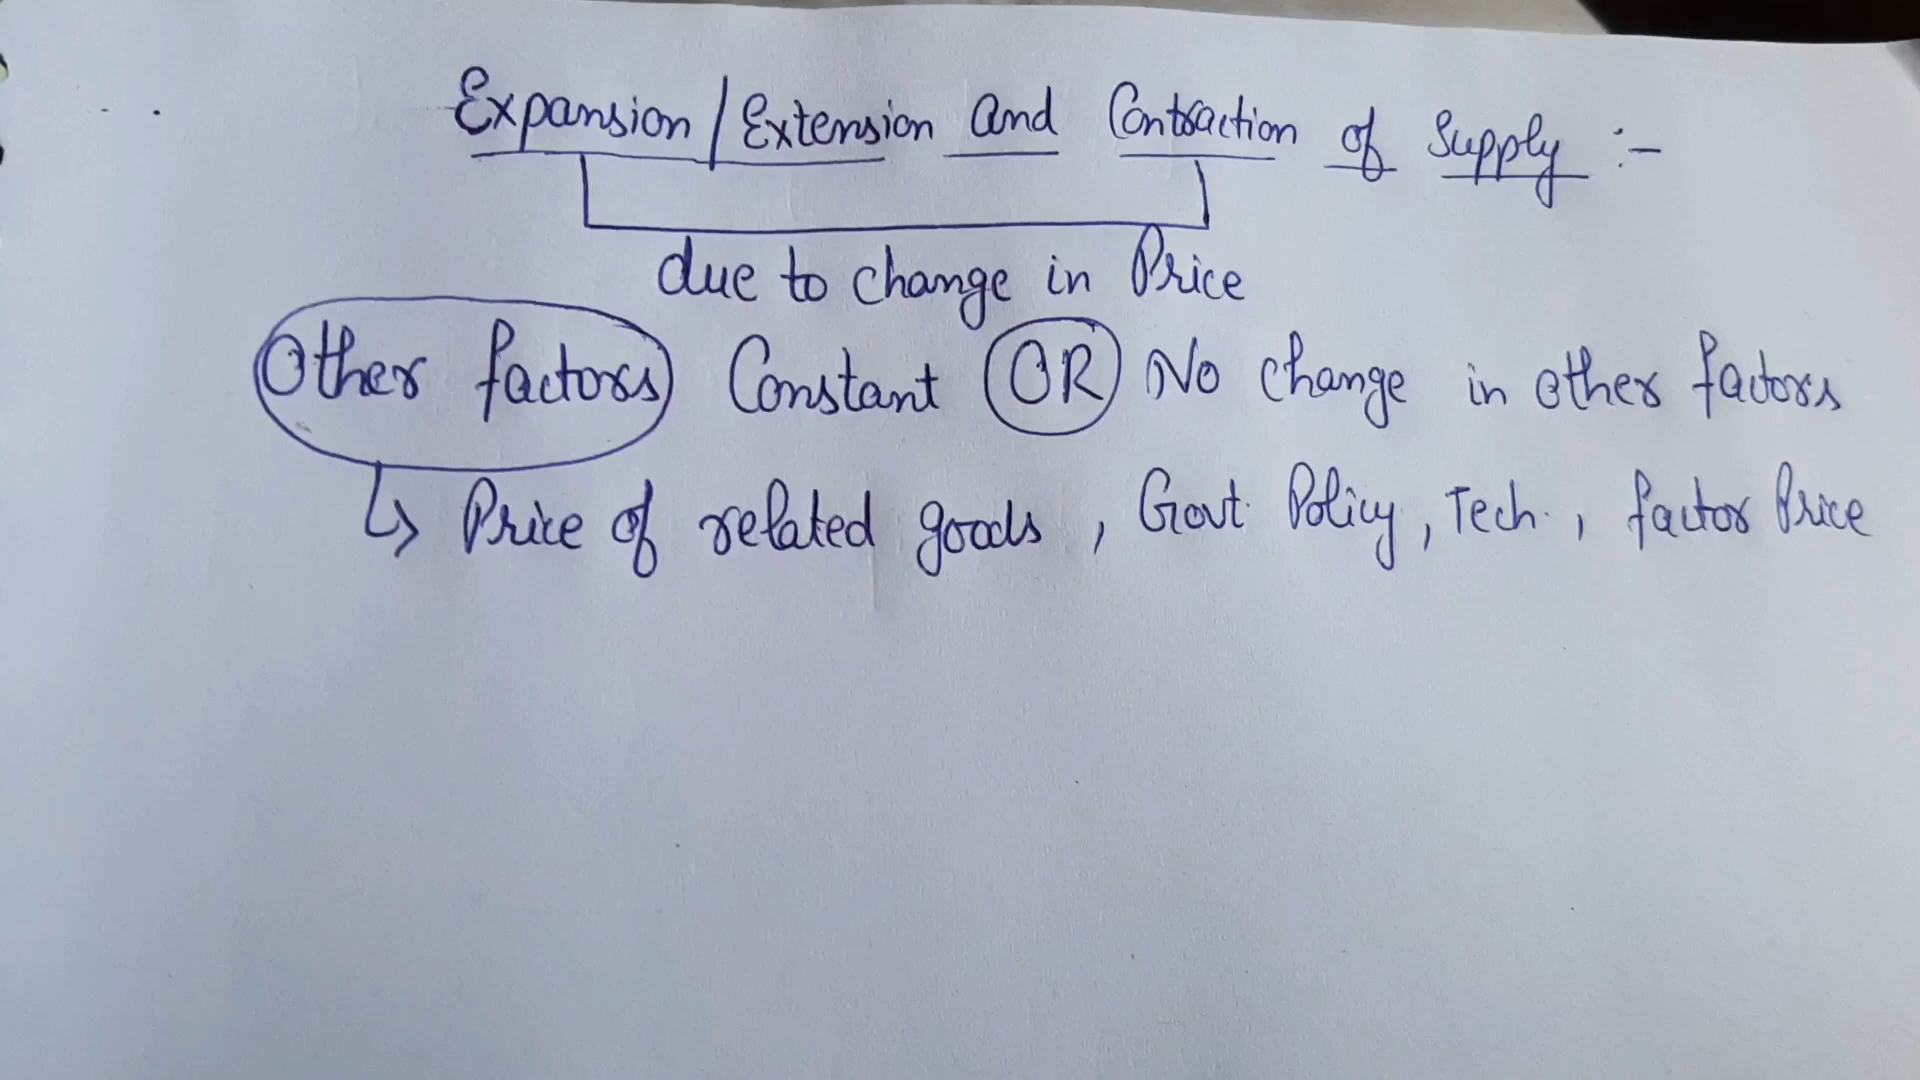 Expansion/Extension and Contraction of Supply :-
due to change in Price
Other factors Constant OR No change in other factors
↳ Price of related goods, Govt. Policy, Tech., factor Price